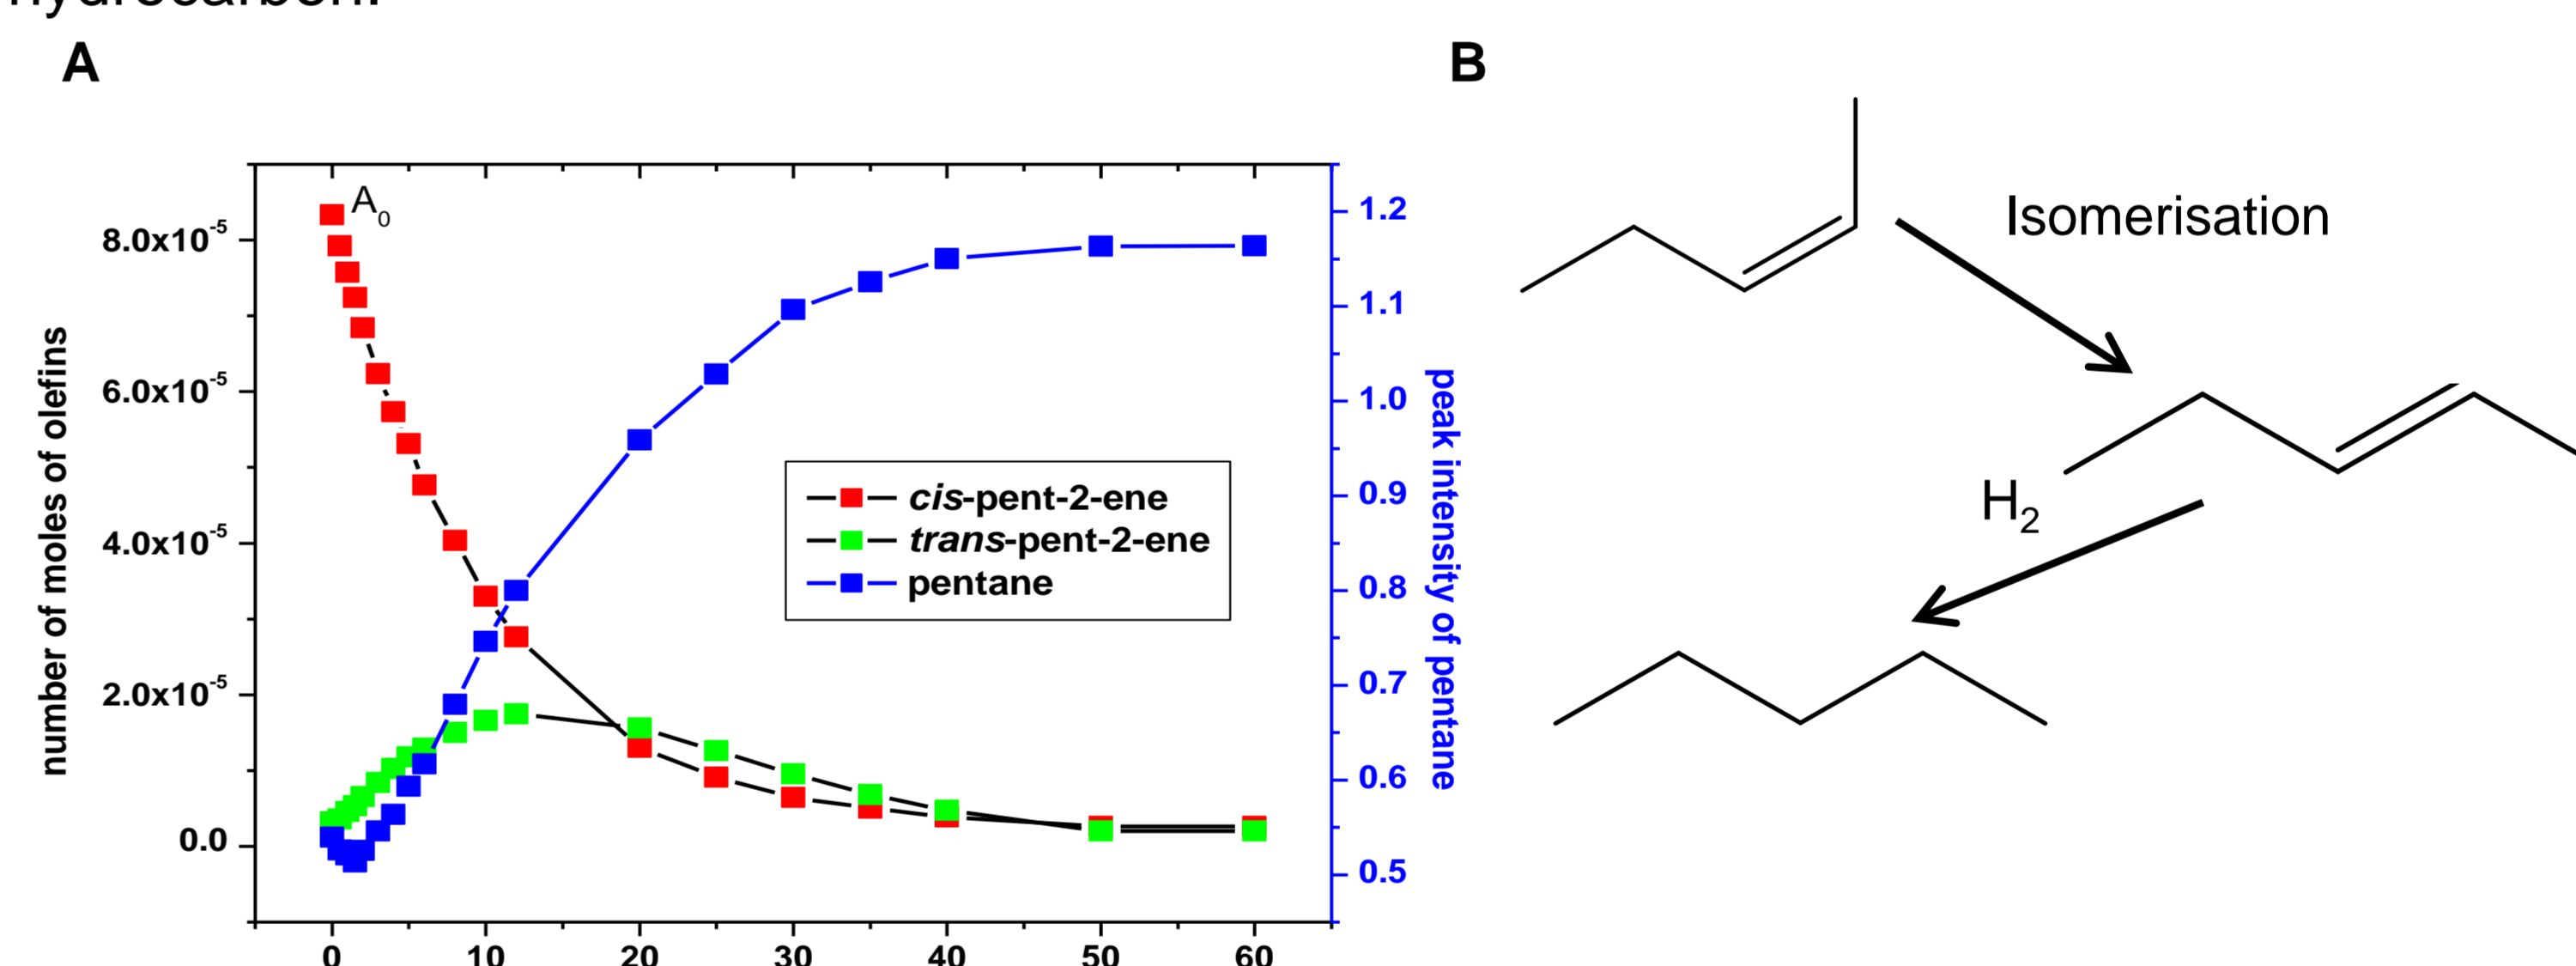 hydrocarbon.
A
B
A₀
8.0x10⁻⁵
6.0x10⁻⁵
4.0x10⁻⁵
2.0x10⁻⁵
0.0
number of moles of olefins
1.2
1.1
1.0
0.9
0.8
0.7
0.6
0.5
peak intensity of pentane
cis-pent-2-ene
trans-pent-2-ene
pentane
0 10 20 30 40 50 60
Isomerisation
H₂